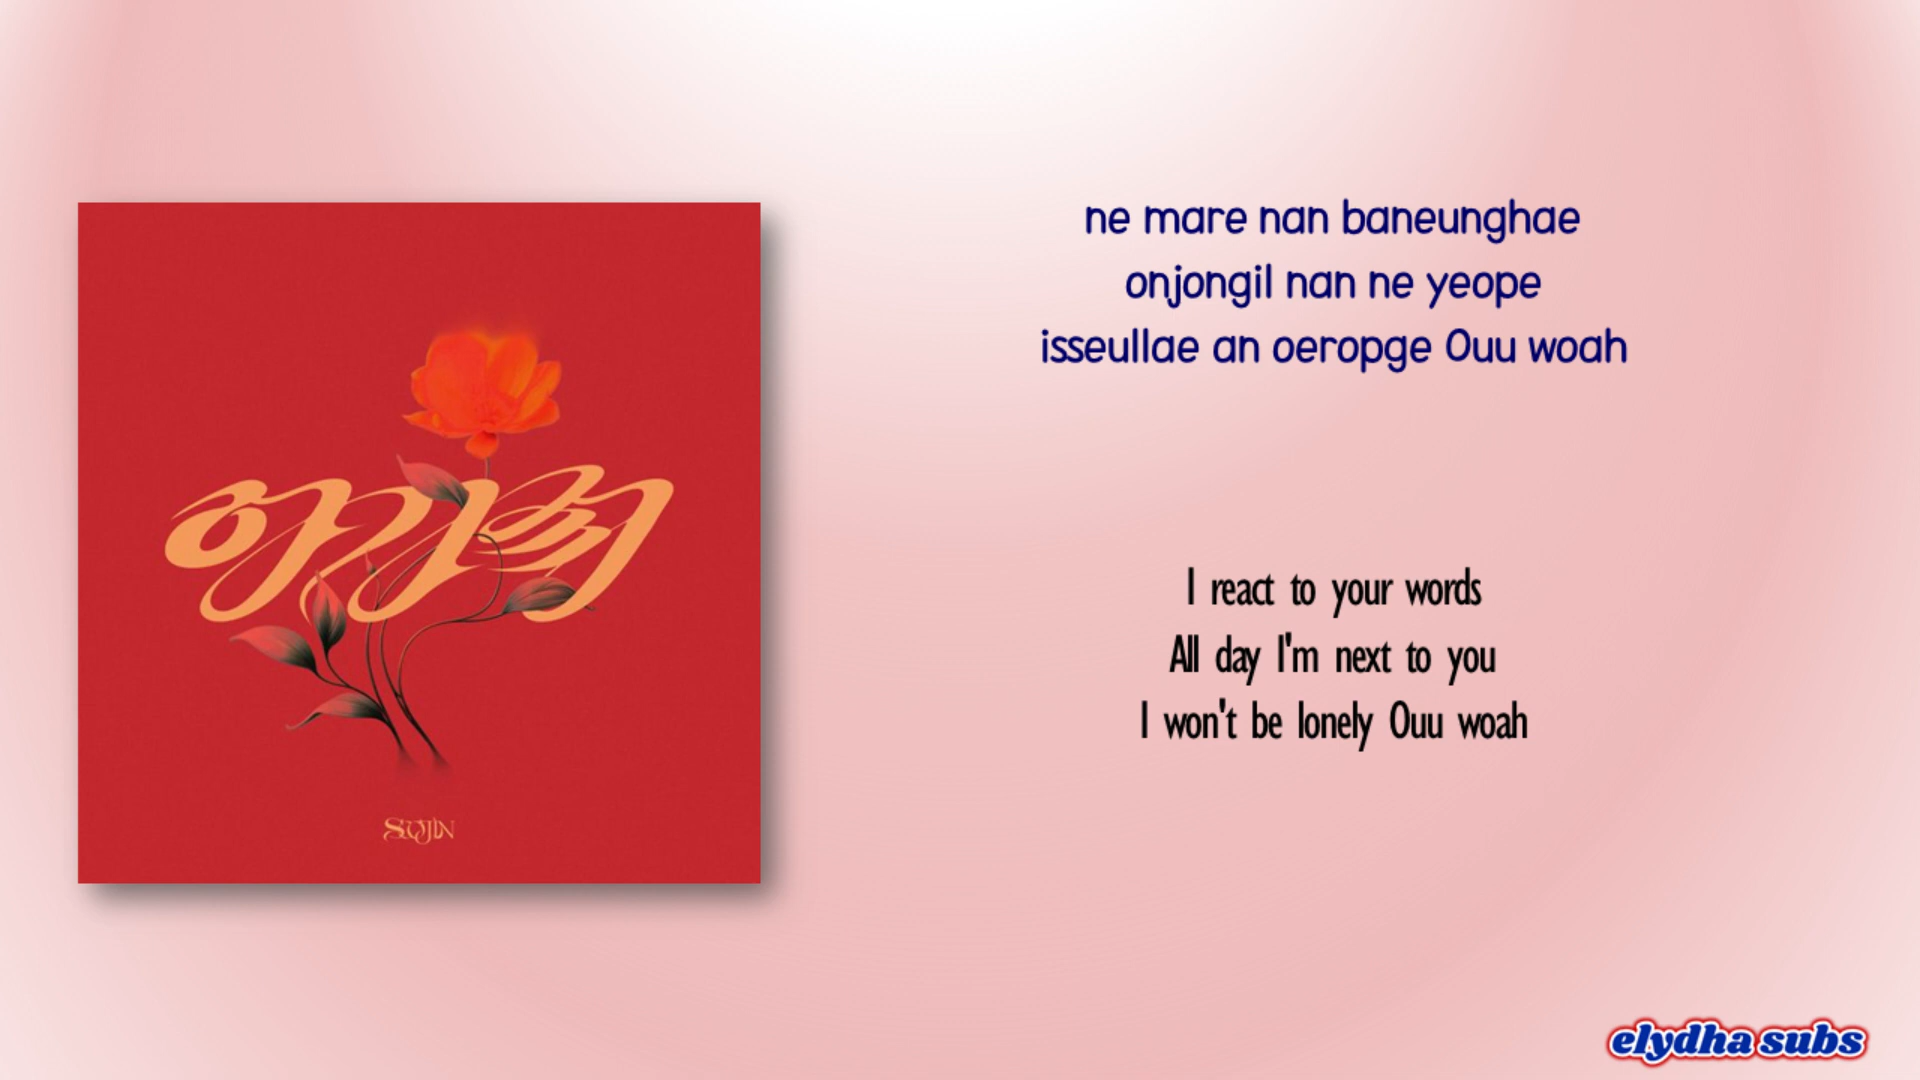 아가씨
SUJIN
ne mare nan baneunghae
onjongil nan ne yeope
isseullae an oeropge Ouu woah
I react to your words
All day I'm next to you
I won't be lonely Ouu woah
elydha subs